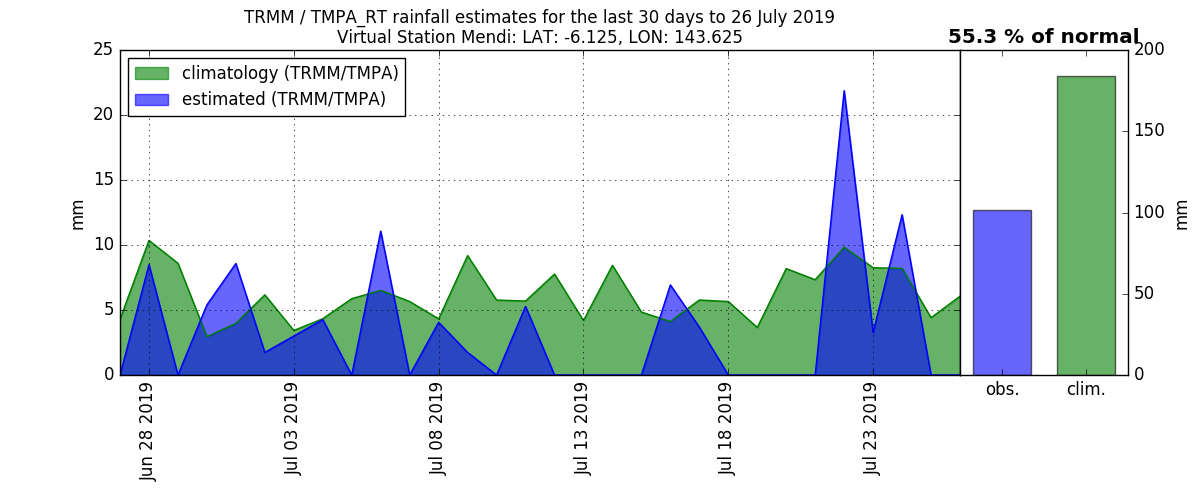 TRMM / TMPA_RT rainfall estimates for the last 30 days to 26 July 2019
Virtual Station Mendi: LAT: -6.125, LON: 143.625
55.3 % of normal
climatology (TRMM/TMPA)
estimated (TRMM/TMPA)
25
20
15
10
5
0
mm
Jun 28 2019
Jul 03 2019
Jul 08 2019
Jul 13 2019
Jul 18 2019
Jul 23 2019
200
150
100
50
0
mm
obs.
clim.